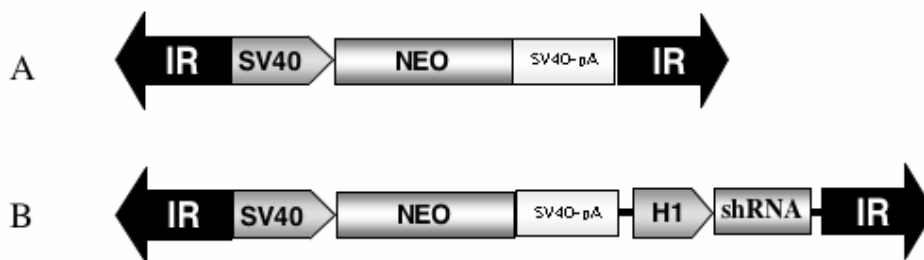 A IR SV40 NEO SV40-pA IR
B IR SV40 NEO SV40-pA H1 shRNA IR